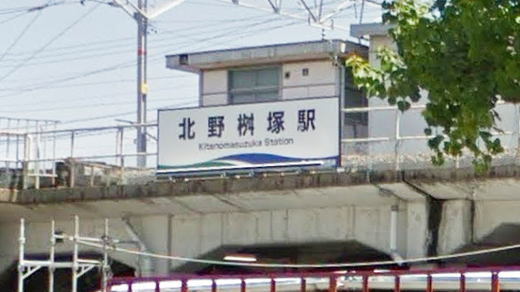 北野桝塚駅
Kitanomasuzuka Station